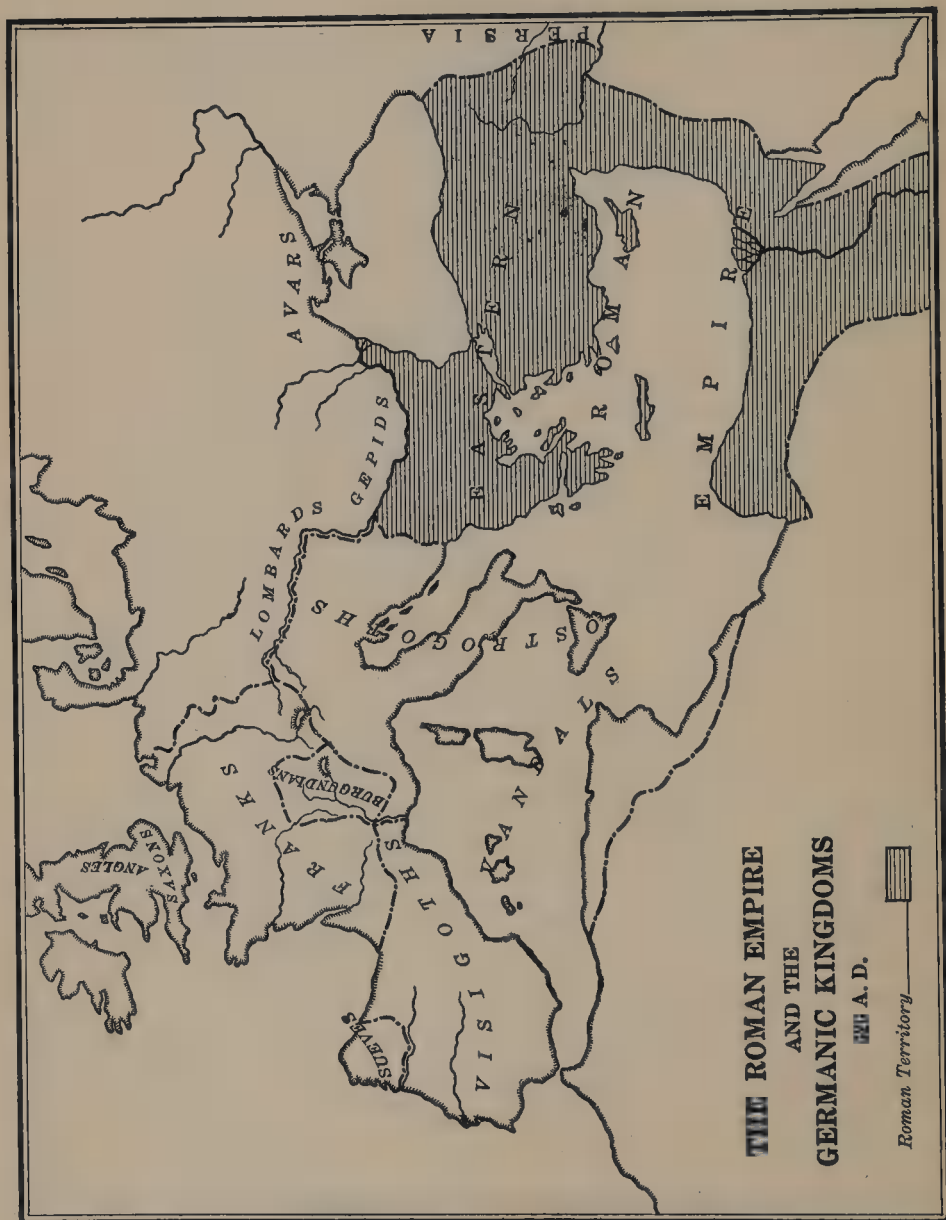 ROMAN EMPIRE
AND THE
GERMANIC KINGDOMS
A. D.
Roman Territory
PERSIA
AVARS
GEPIDS
LOMBARDS
EASTERN
ROMAN
EMPIRE
OSTROGOTHS
VANDALS
FRANKS
BURGUNDIANS
VISIGOTHS
SUEVES
ANGLES
SAXONS